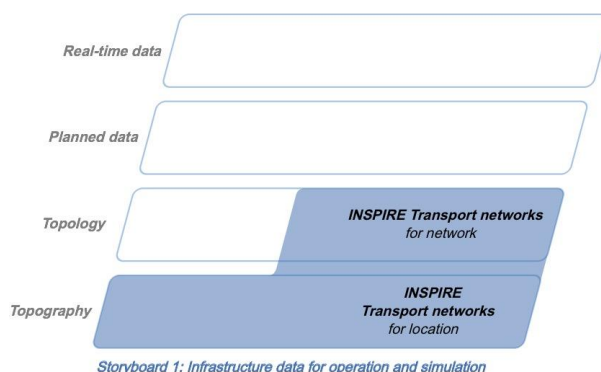 Real-time data
Planned data
Topology
INSPIRE Transport networks
for network
Topography
INSPIRE
Transport networks
for location
Storyboard 1: Infrastructure data for operation and simulation